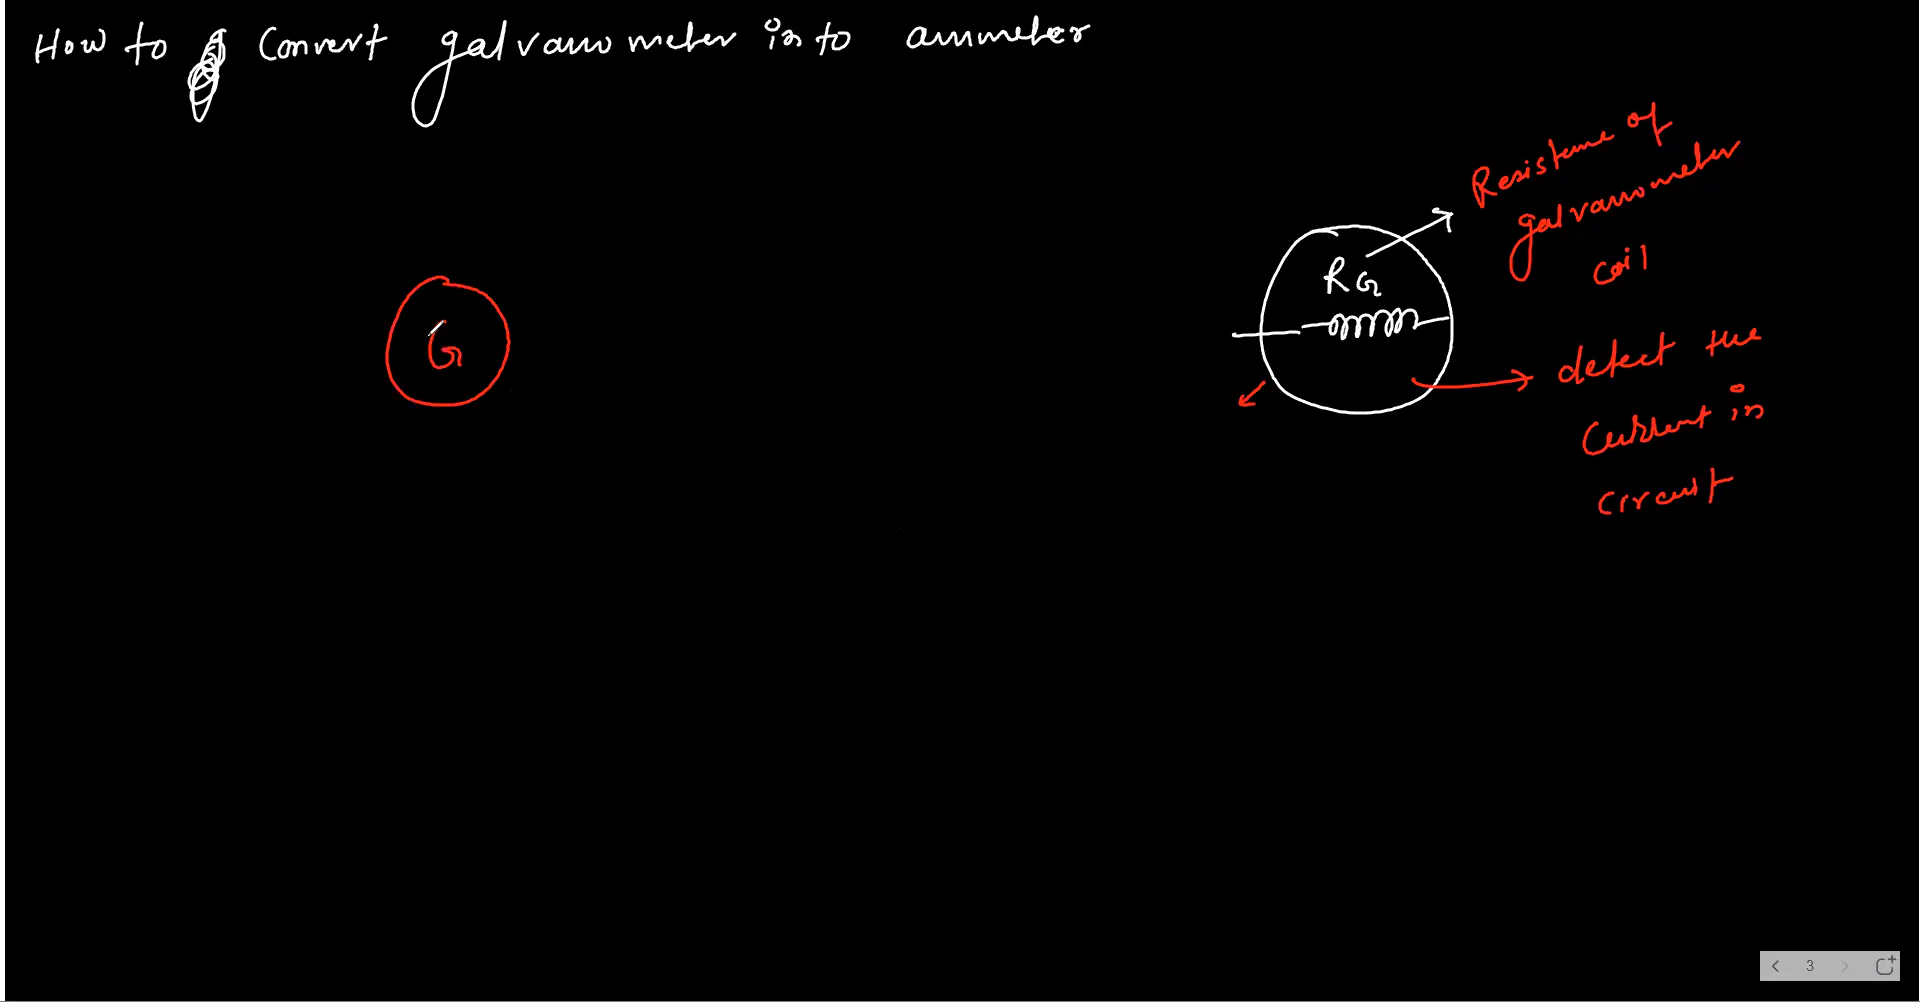 How to convert galvanometer into ammeter
Resistance of
galvanometer
coil
RG
G
detect the
current in
circuit
3